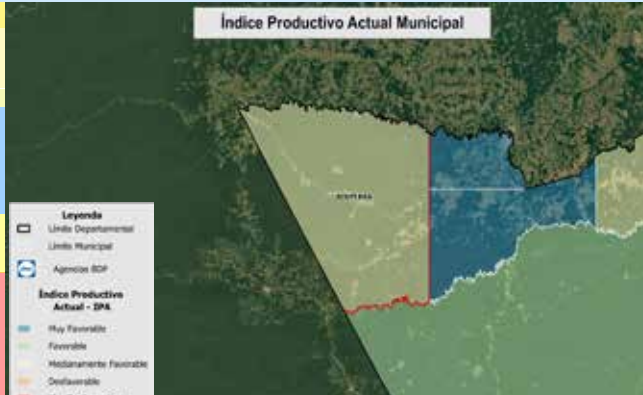 Índice Productivo Actual Municipal
Leyenda
Límite Departamental
Límite Municipal
Agencias BDP
Índice Productivo
Actual - IPA
Muy Favorable
Favorable
Medianamente Favorable
Desfavorable